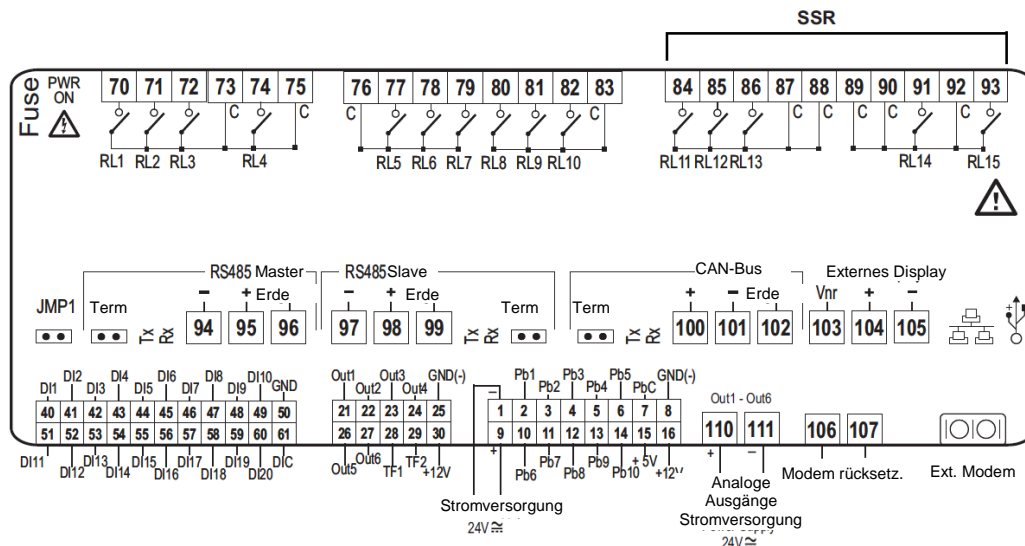 SSR
Fuse
PWR ON
70 71 72 73 74 75
76 77 78 79 80 81 82 83
84 85 86 87 88 89 90 91 92 93
C C C C C C C C C
RL1 RL2 RL3 RL4
RL5 RL6 RL7 RL8 RL9 RL10
RL11 RL12 RL13 RL14 RL15
RS485 Master
RS485 Slave
CAN-Bus
Externes Display
JMP1 Term
− + Erde
− + Erde
Term
Term
+ − Erde
Vnr + −
Tx Rx
94 95 96
97 98 99
Tx Rx
Tx Rx
100 101 102
103 104 105
DI1 DI2 DI3 DI4 DI5 DI6 DI7 DI8 DI9 DI10 GND
40 41 42 43 44 45 46 47 48 49 50
51 52 53 54 55 56 57 58 59 60 61
DI11 DI12 DI13 DI14 DI15 DI16 DI17 DI18 DI19 DI20 DIC
Out1 Out2 Out3 Out4 GND(-)
21 22 23 24 25
26 27 28 29 30
Out5 Out6 TF1 TF2 +12V
− Pb1 Pb2 Pb3 Pb4 Pb5 PbC GND(-)
1 2 3 4 5 6 7 8
9 10 11 12 13 14 15 16
+ Pb6 Pb7 Pb8 Pb9 Pb10 + 5V
Stromversorgung
24V
Out1 - Out6
110 111
+ −
Analoge
Ausgänge
Stromversorgung
24V
106 107
Modem rücksetz.
Ext. Modem